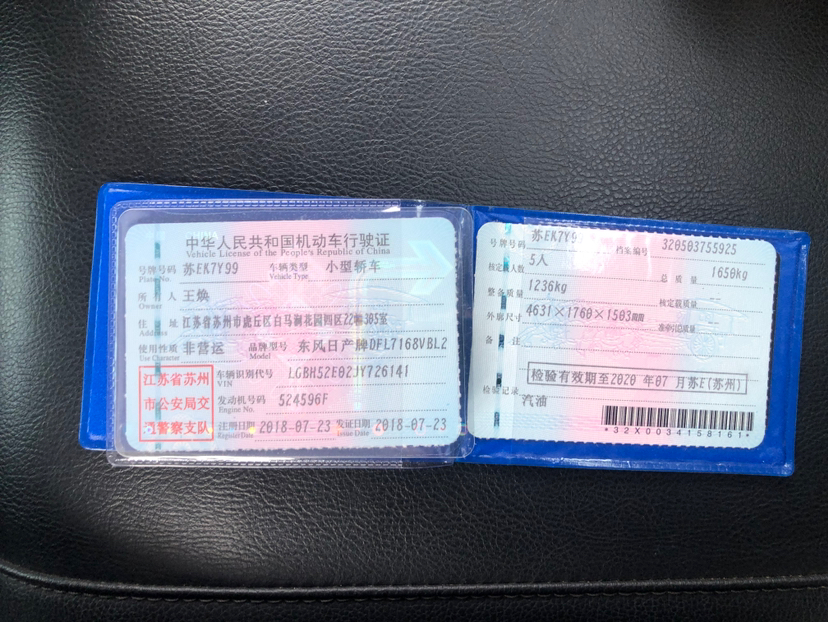 中华人民共和国机动车行驶证
Vehicle License of the People's Republic of China
号牌号码 苏EK7Y99 车辆类型 小型轿车
Plate No. Vehicle Type
所有人 王焕
Owner
住 址 江苏省苏州市虎丘区白马涧花园四区22幢305室
Address
使用性质 非营运 品牌型号 东风日产牌DFL7168VBL2
Use Character Model
江苏省苏州
市公安局交
通警察支队
车辆识别代号 LGBH52E02JY726141
VIN
发动机号码 524596F
Engine No.
注册日期 2018-07-23 发证日期 2018-07-23
Register Date Issue Date
号牌号码 苏EK7Y99 档案编号 320503755925
核定载人数 5人 总质量 1650kg
整备质量 1236kg 核定载质量 --
外廓尺寸 4631×1760×1503mm 准牵引总质量 --
备 注
检验有效期至2020 年07 月苏E(苏州)
检验记录
汽油
*32X0034158161*